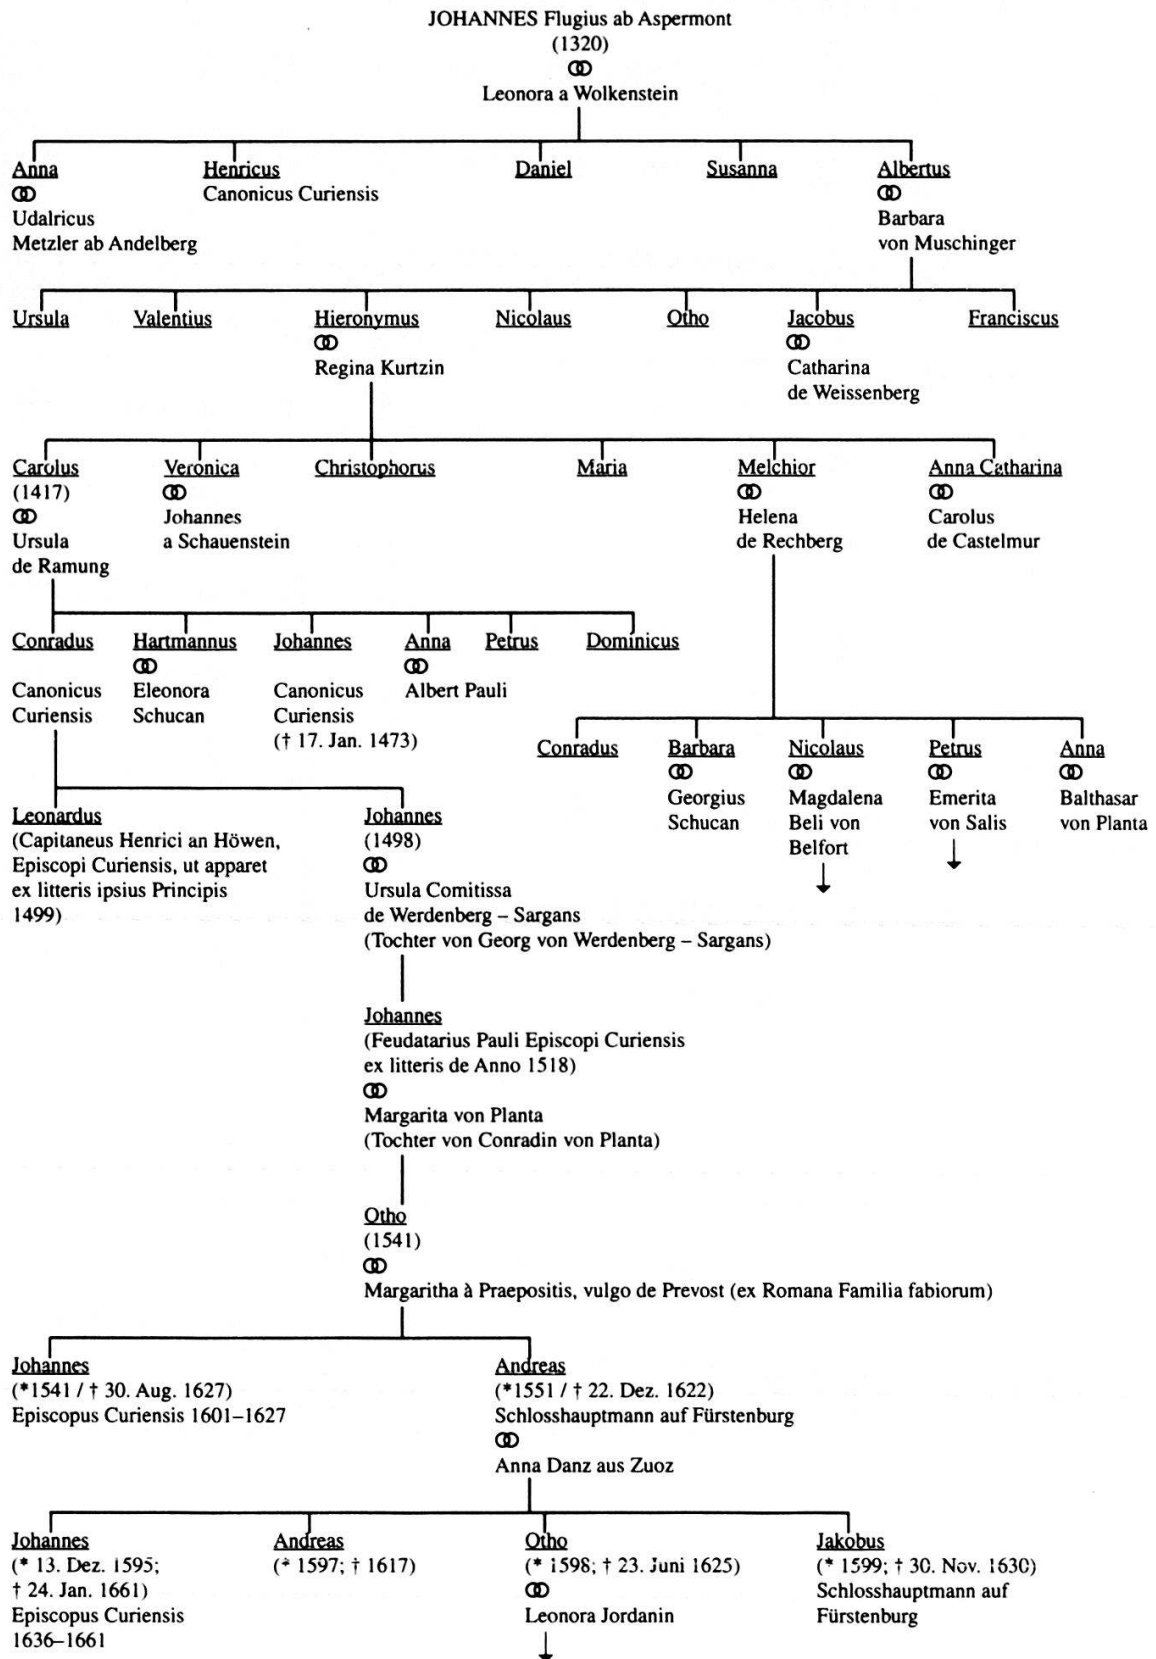 JOHANNES Flugius ab Aspermont
(1320)
Leonora a Wolkenstein
Anna
Udalricus
Metzler ab Andelberg
Henricus
Canonicus Curiensis
Daniel
Susanna
Albertus
Barbara
von Muschinger
Ursula
Valentius
Hieronymus
Regina Kurtzin
Nicolaus
Otho
Jacobus
Catharina
de Weissenberg
Franciscus
Carolus
(1417)
Ursula
de Ramung
Veronica
Johannes
a Schauenstein
Christophorus
Maria
Melchior
Helena
de Rechberg
Anna Catharina
Carolus
de Castelmur
Conradus
Canonicus
Curiensis
Hartmannus
Eleonora
Schucan
Johannes
Canonicus
Curiensis
(† 17. Jan. 1473)
Anna
Albert Pauli
Petrus
Dominicus
Conradus
Barbara
Georgius
Schucan
Nicolaus
Magdalena
Beli von
Belfort
Petrus
Emerita
von Salis
Anna
Balthasar
von Planta
Leonardus
(Capitaneus Henrici an Höwen,
Episcopi Curiensis, ut apparet
ex litteris ipsius Principis
1499)
Johannes
(1498)
Ursula Comitissa
de Werdenberg – Sargans
(Tochter von Georg von Werdenberg – Sargans)
Johannes
(Feudatarius Pauli Episcopi Curiensis
ex litteris de Anno 1518)
Margarita von Planta
(Tochter von Conradin von Planta)
Otho
(1541)
Margaritha à Praepositis, vulgo de Prevost (ex Romana Familia fabiorum)
Johannes
(*1541 / † 30. Aug. 1627)
Episcopus Curiensis 1601–1627
Andreas
(*1551 / † 22. Dez. 1622)
Schlosshauptmann auf Fürstenburg
Anna Danz aus Zuoz
Johannes
(* 13. Dez. 1595;
† 24. Jan. 1661)
Episcopus Curiensis
1636–1661
Andreas
(* 1597; † 1617)
Otho
(* 1598; † 23. Juni 1625)
Leonora Jordanin
Jakobus
(* 1599; † 30. Nov. 1630)
Schlosshauptmann auf
Fürstenburg